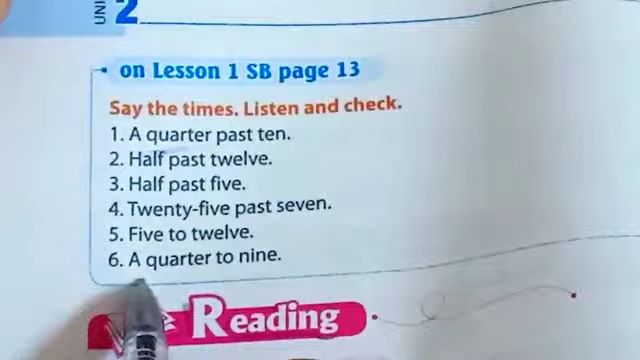 UNIT 2
on Lesson 1 SB page 13
Say the times. Listen and check.
1. A quarter past ten.
2. Half past twelve.
3. Half past five.
4. Twenty-five past seven.
5. Five to twelve.
6. A quarter to nine.
Reading